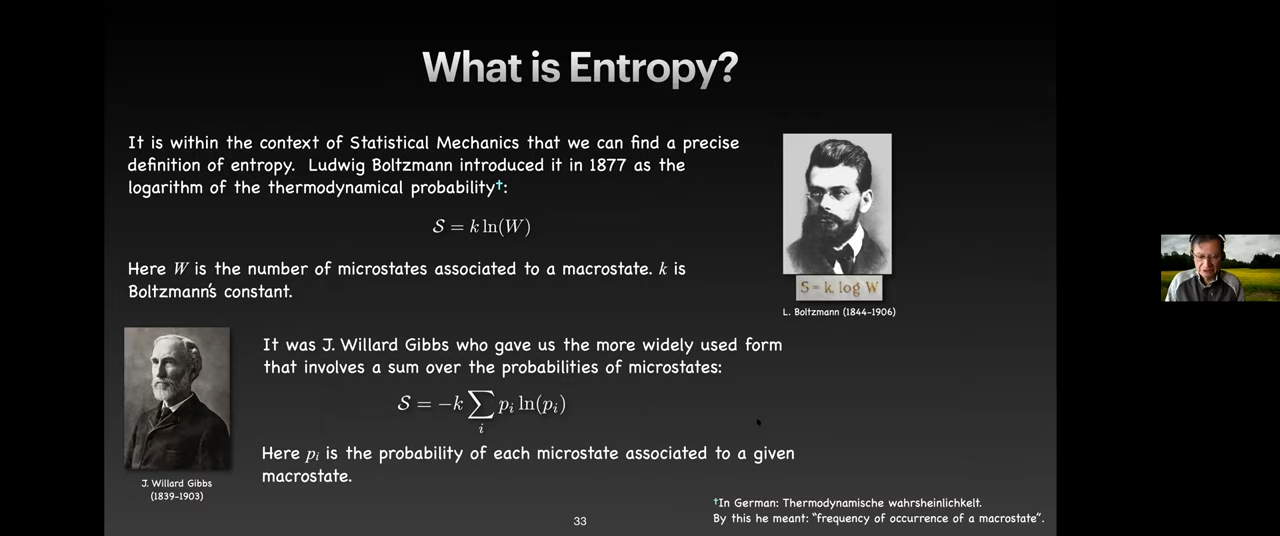 What is Entropy?
It is within the context of Statistical Mechanics that we can find a precise
definition of entropy. Ludwig Boltzmann introduced it in 1877 as the
logarithm of the thermodynamical probability†:
S = k ln(W)
Here W is the number of microstates associated to a macrostate. k is
Boltzmann's constant.
S = k log W
L. Boltzmann (1844-1906)
It was J. Willard Gibbs who gave us the more widely used form
that involves a sum over the probabilities of microstates:
S = −k ∑ᵢ pᵢ ln(pᵢ)
Here pᵢ is the probability of each microstate associated to a given
macrostate.
J. Willard Gibbs
(1839-1903)
†In German: Thermodynamische wahrsheinlichkelt.
By this he meant: "frequency of occurrence of a macrostate".
33